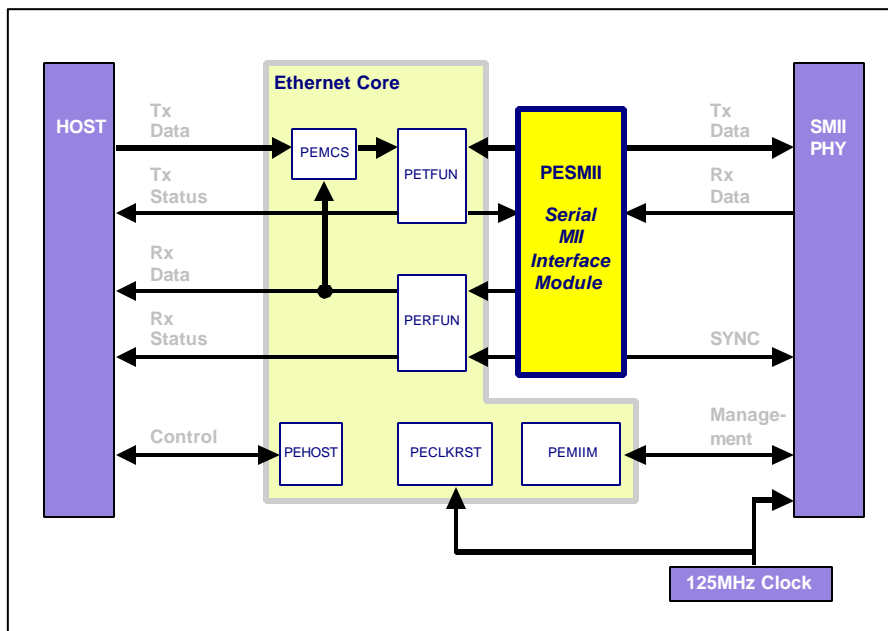 Ethernet Core
HOST
Tx
Data
Tx
Status
Rx
Data
Rx
Status
Control
PEMCS
PETFUN
PERFUN
PEHOST
PECLKRST
PEMIIM
PESMII
Serial
MII
Interface
Module
Tx
Data
Rx
Data
SYNC
Manage-
ment
SMII
PHY
125MHz Clock